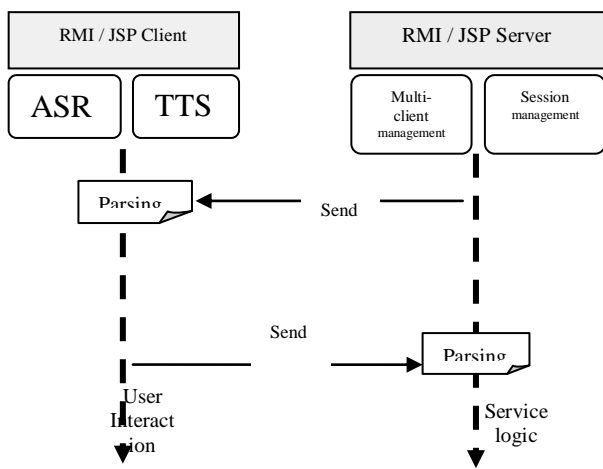 RMI / JSP Client
RMI / JSP Server
ASR
TTS
Multi-
client
management
Session
management
Parsing
Send
Send
Parsing
User
Interact
ion
Service
logic